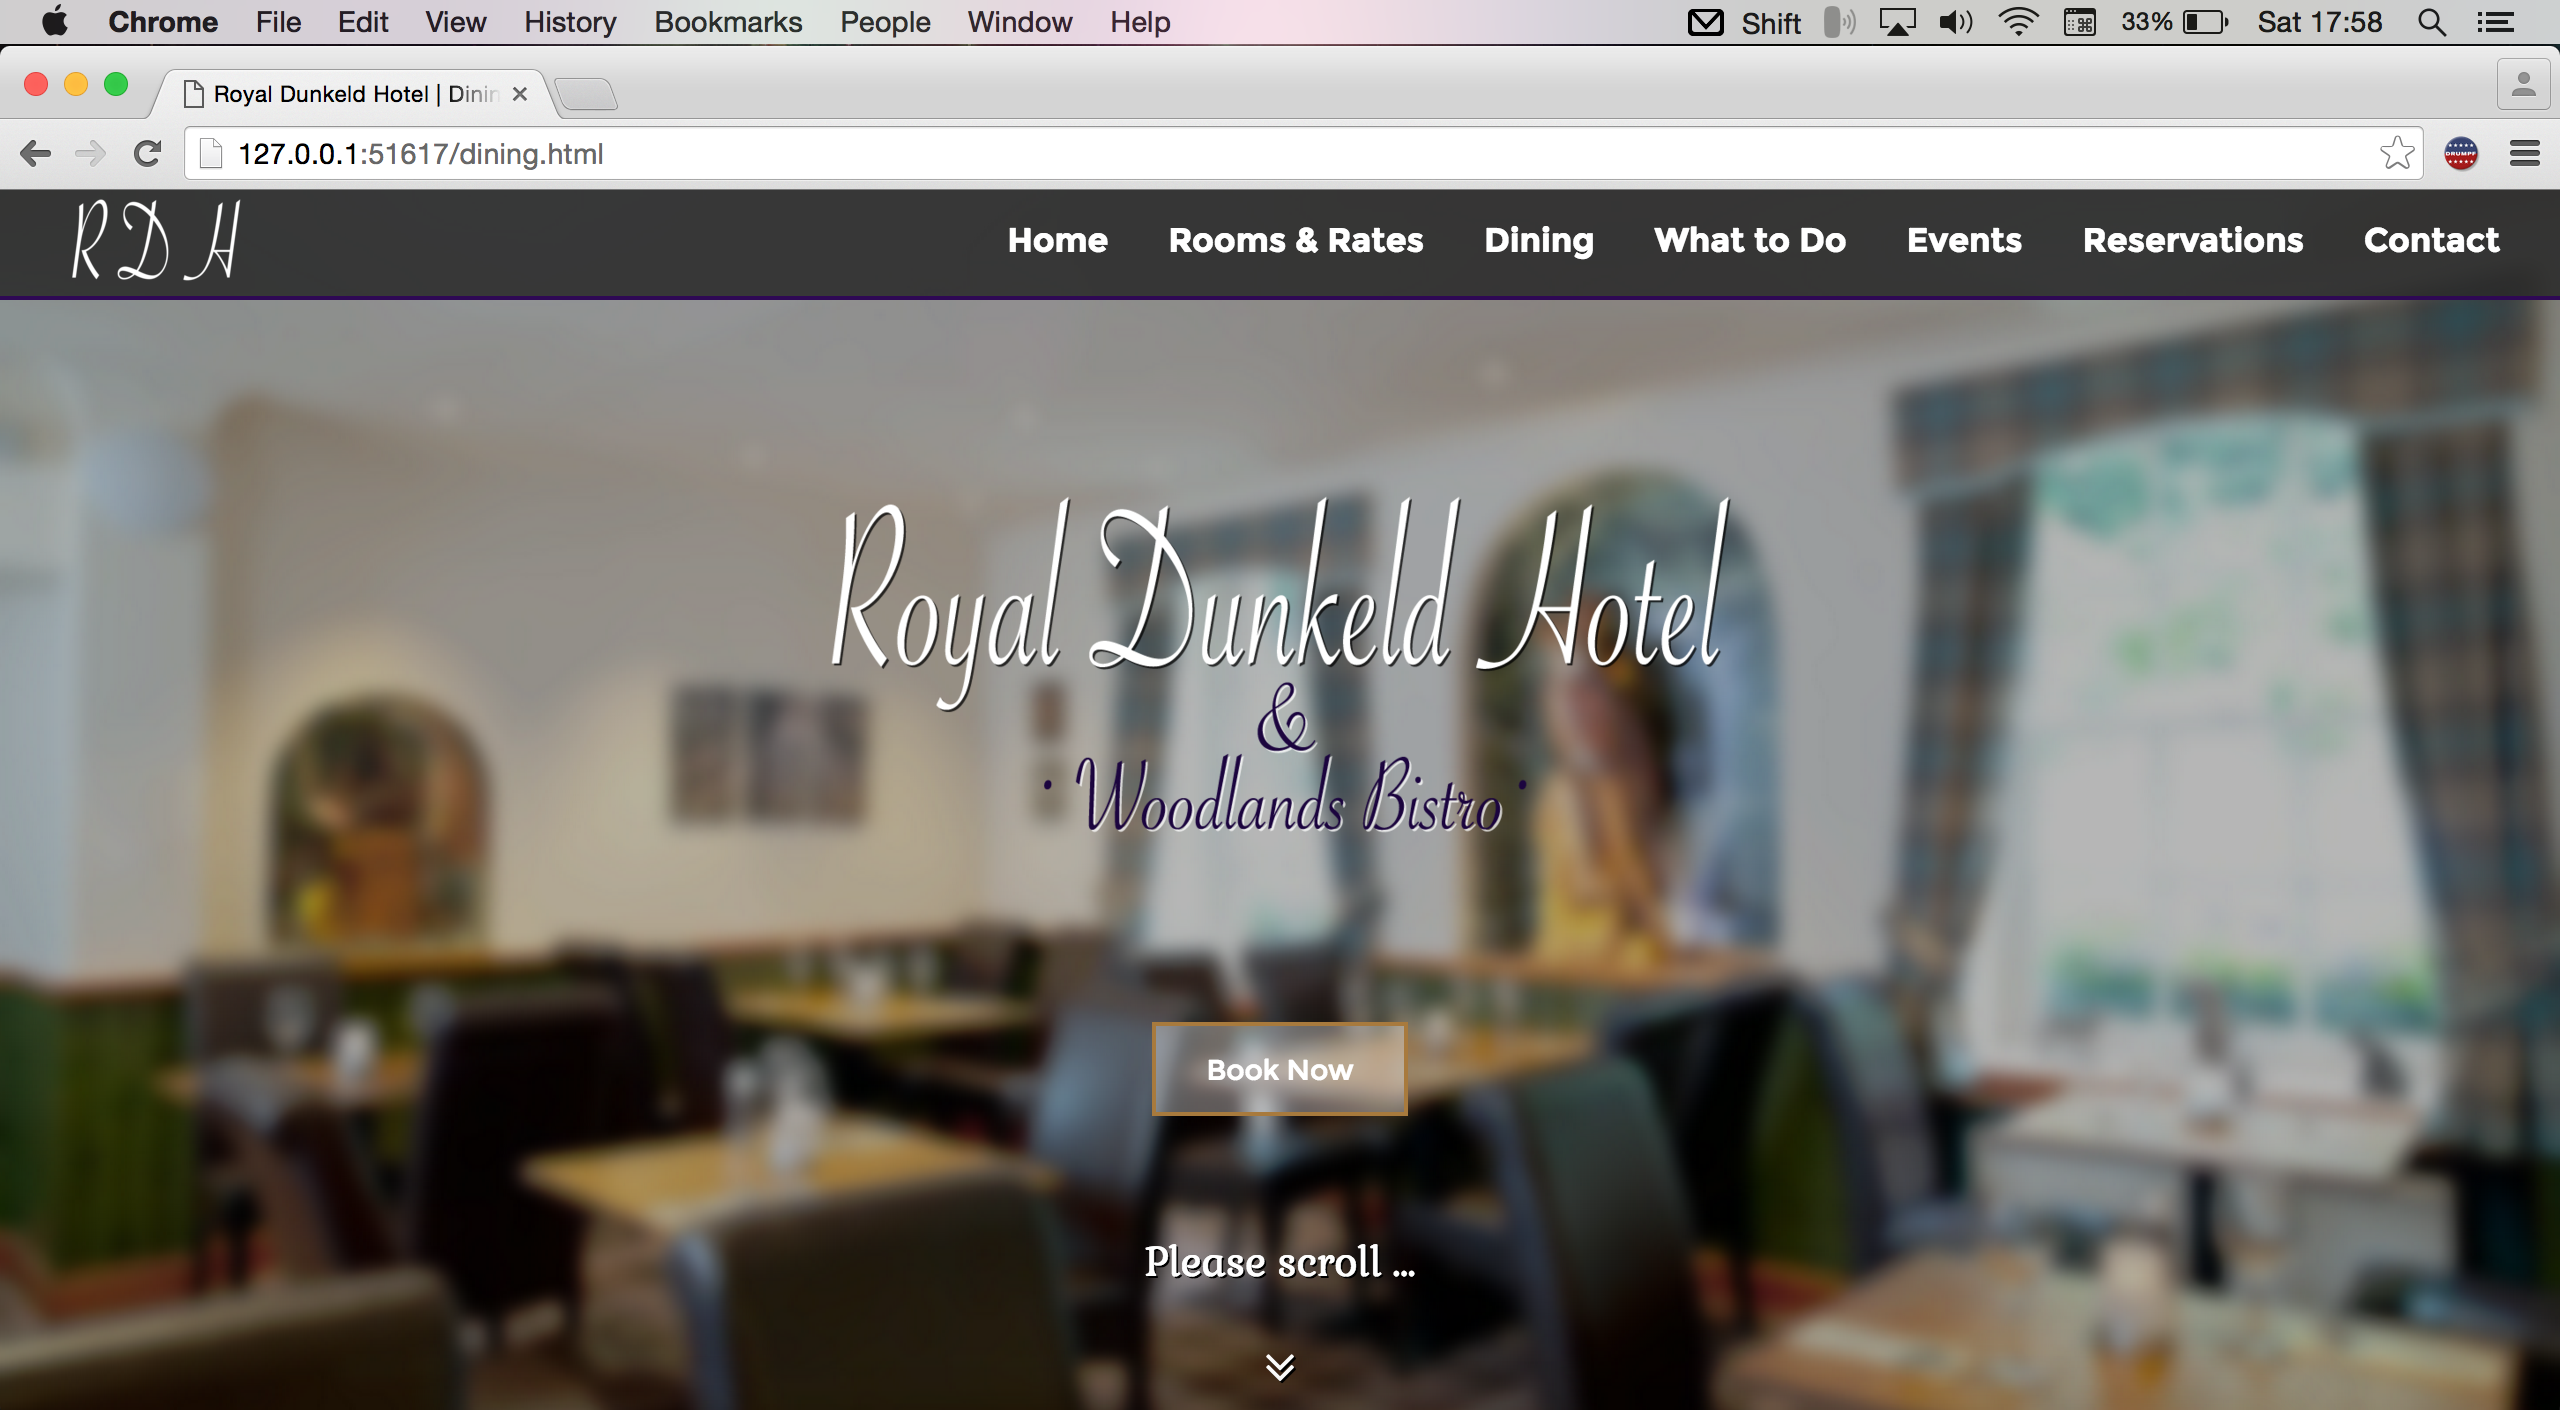 Chrome File Edit View History Bookmarks People Window Help Shift 33% Sat 17:58
Royal Dunkeld Hotel | Dinin
127.0.0.1:51617/dining.html
RDH Home Rooms & Rates Dining What to Do Events Reservations Contact
Royal Dunkeld Hotel
&
· Woodlands Bistro ·
Book Now
Please scroll ...